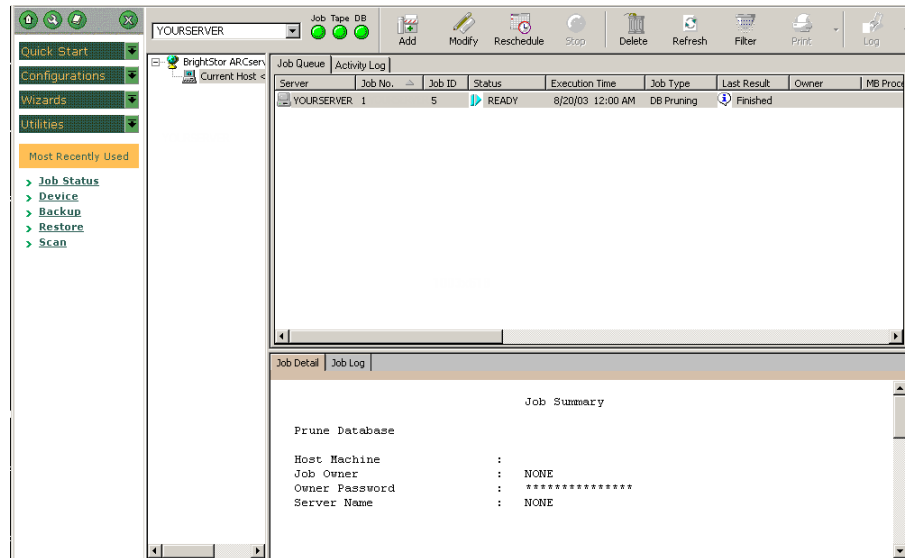 Job Tape DB
YOURSERVER
Add Modify Reschedule Stop Delete Refresh Filter Print Log
Quick Start
Configurations
Wizards
Utilities
Most Recently Used
Job Status
Device
Backup
Restore
Scan
BrightStor ARCserv
Current Host <
Job Queue Activity Log
Server Job No. Job ID Status Execution Time Job Type Last Result Owner MB Proce
YOURSERVER 1 5 READY 8/20/03 12:00 AM DB Pruning Finished
Job Detail Job Log
Job Summary
Prune Database
Host Machine :
Job Owner : NONE
Owner Password : ***************
Server Name : NONE